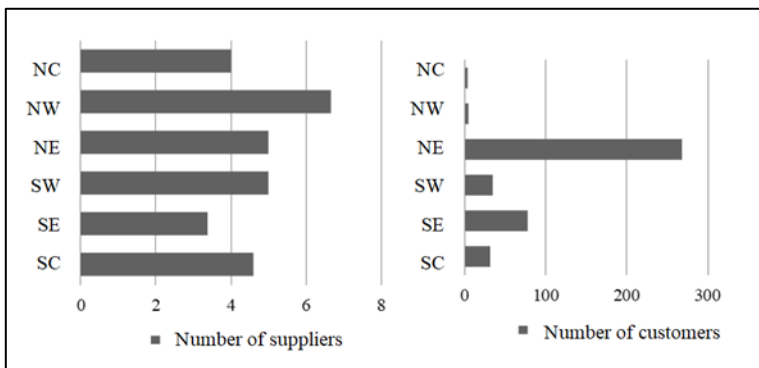 NC
NW
NE
SW
SE
SC
0 2 4 6 8
Number of suppliers
NC
NW
NE
SW
SE
SC
0 100 200 300
Number of customers